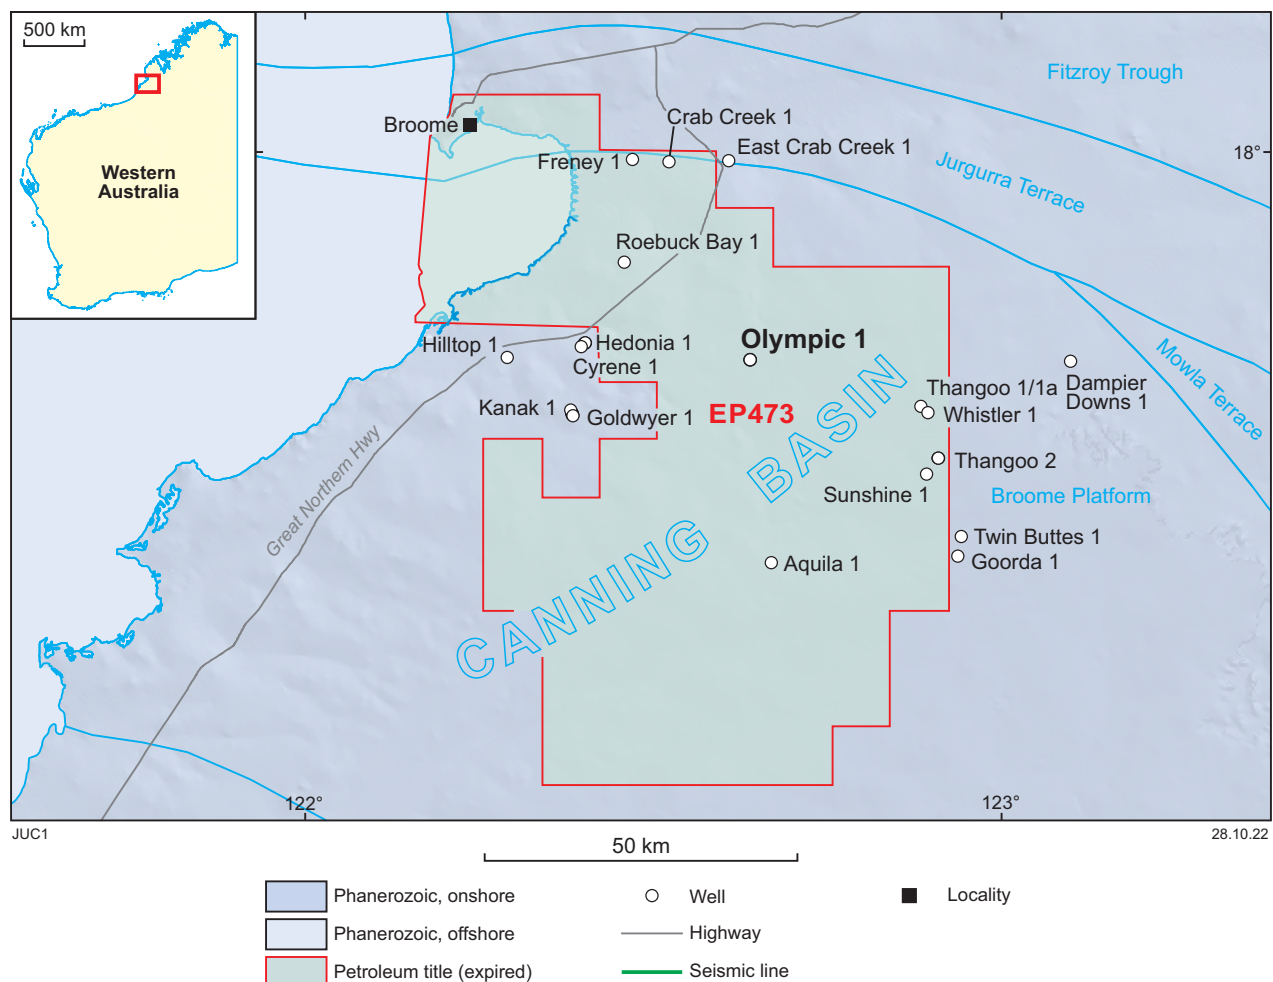 500 km
Western
Australia
Fitzroy Trough
Crab Creek 1
Broome
East Crab Creek 1
18°
Freney 1
Jurgurra Terrace
Roebuck Bay 1
Hilltop 1
Hedonia 1
Olympic 1
Cyrene 1
Mowla Terrace
Thangoo 1/1a
Dampier
Downs 1
Kanak 1
Goldwyer 1
EP473
Whistler 1
Great Northern Hwy
CANNING BASIN
Thangoo 2
Sunshine 1
Broome Platform
Twin Buttes 1
Aquila 1
Goorda 1
122°
123°
JUC1
28.10.22
50 km
Phanerozoic, onshore
Well
Locality
Phanerozoic, offshore
Highway
Petroleum title (expired)
Seismic line